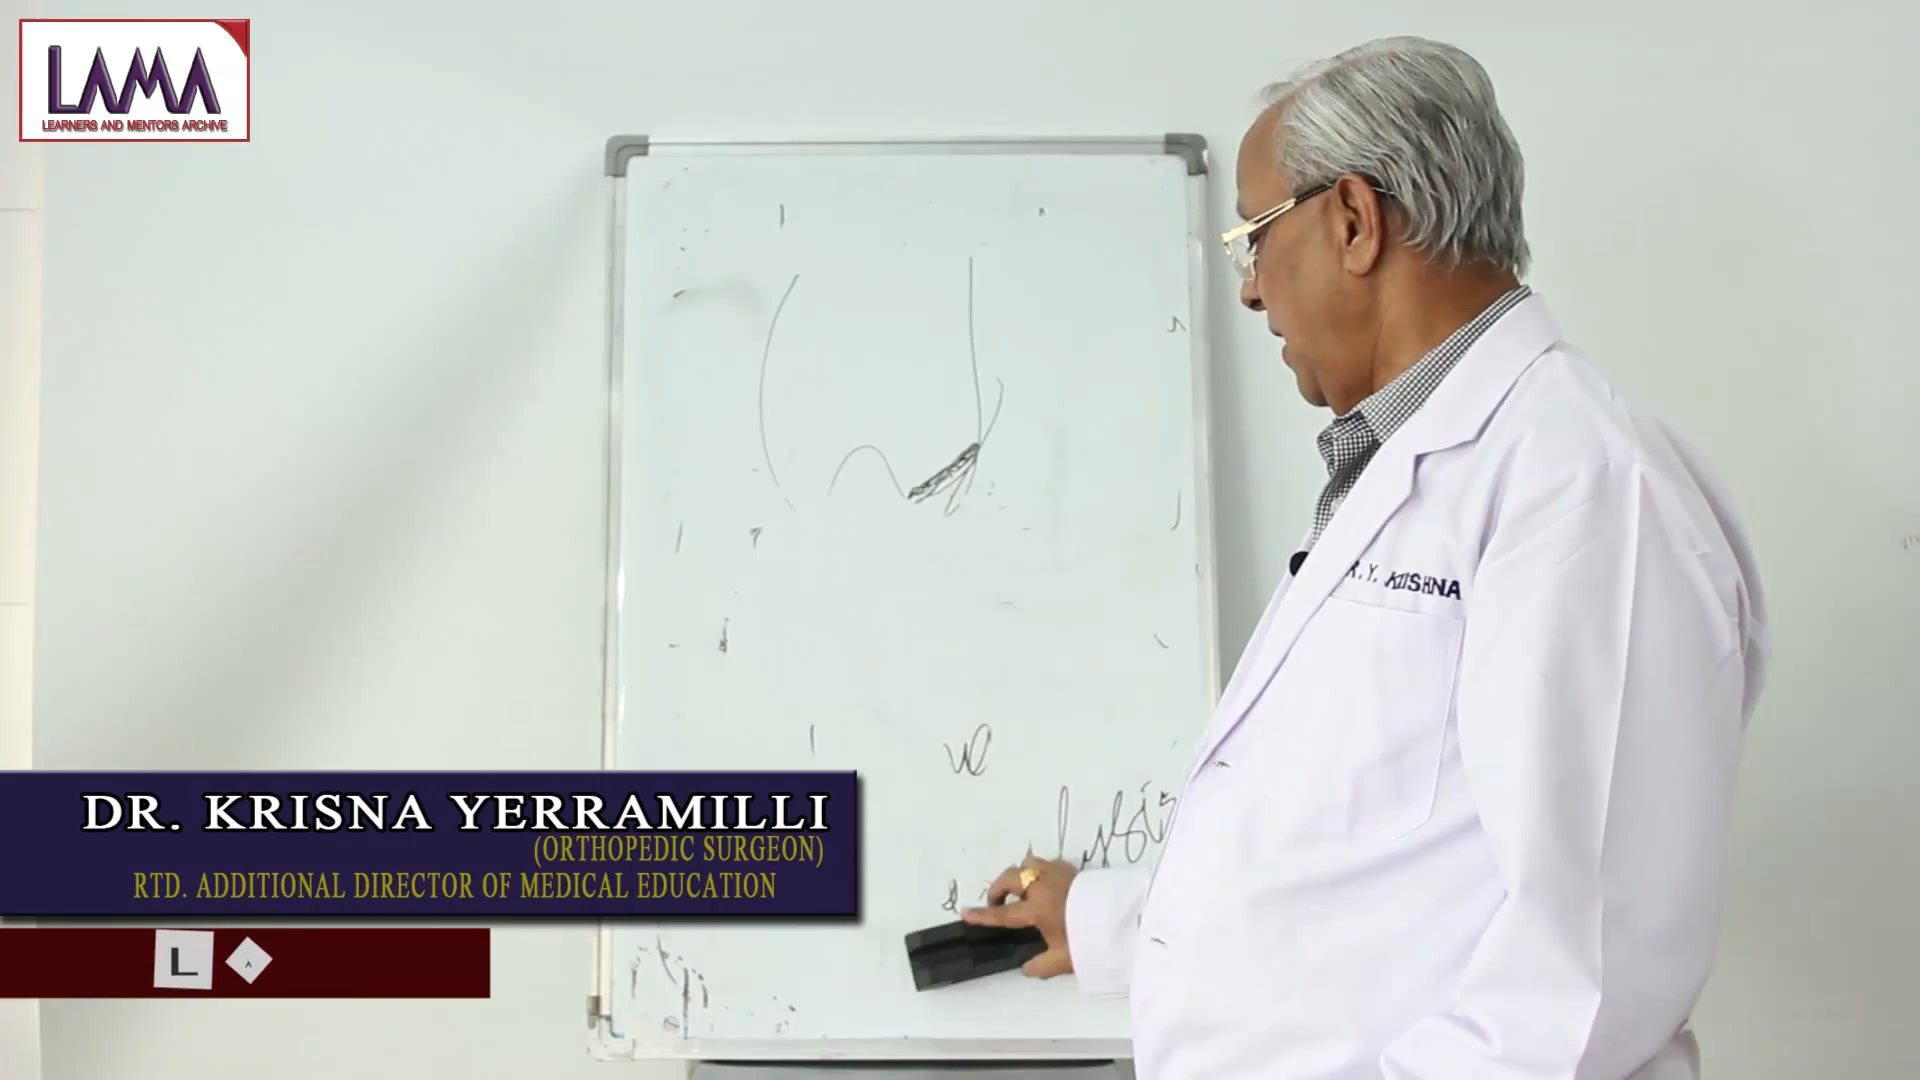 LAMA
LEARNERS AND MENTORS ARCHIVE
R. Y. KRISHNA
DR. KRISNA YERRAMILLI
(ORTHOPEDIC SURGEON)
RTD. ADDITIONAL DIRECTOR OF MEDICAL EDUCATION
L A